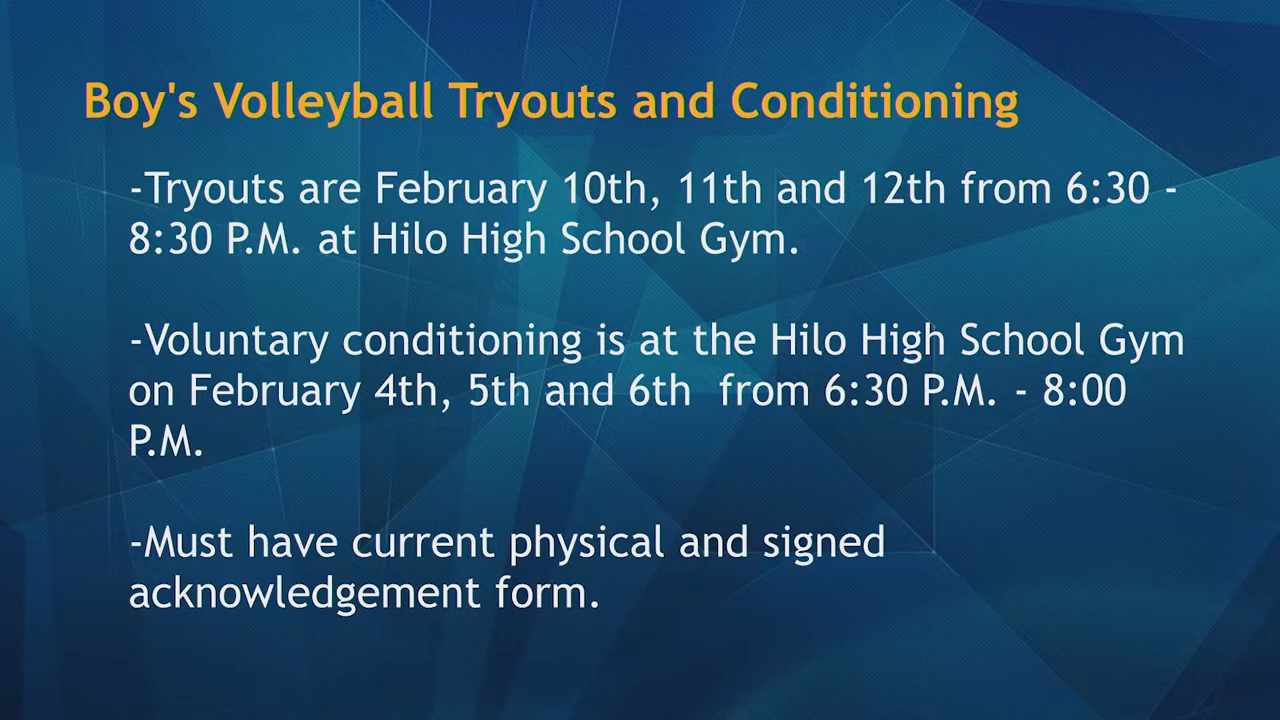 Boy's Volleyball Tryouts and Conditioning
-Tryouts are February 10th, 11th and 12th from 6:30 -
8:30 P.M. at Hilo High School Gym.
-Voluntary conditioning is at the Hilo High School Gym
on February 4th, 5th and 6th  from 6:30 P.M. - 8:00
P.M.
-Must have current physical and signed
acknowledgement form.